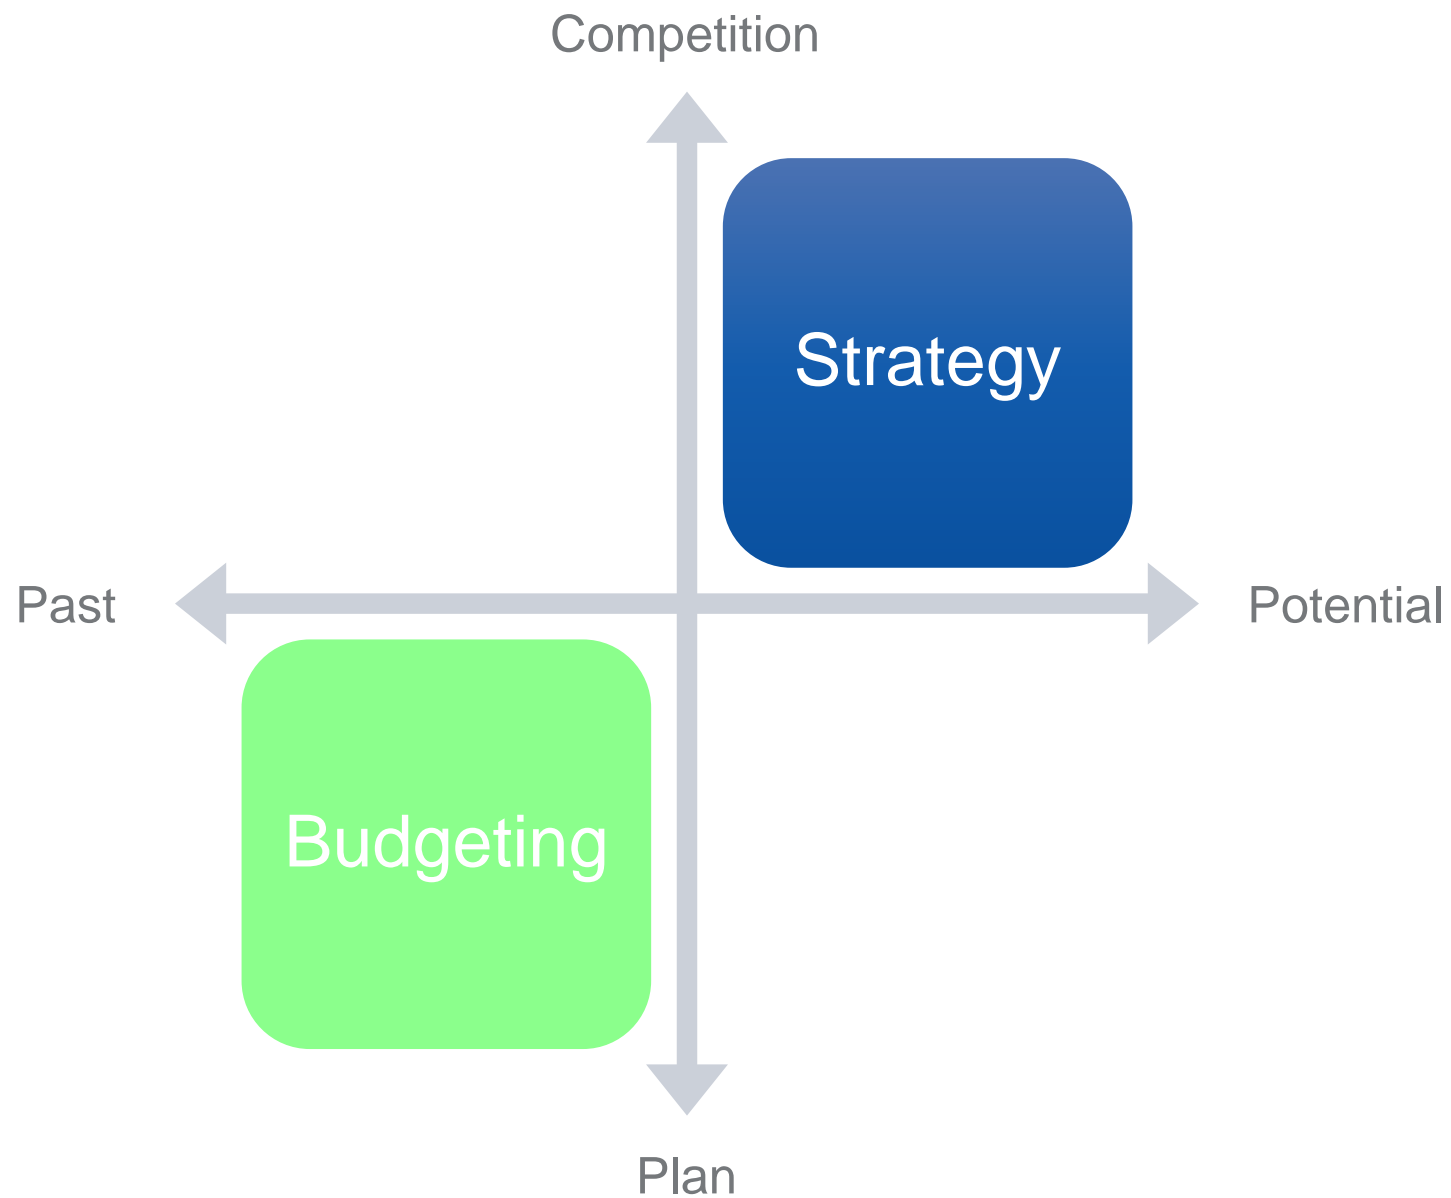 Competition
Strategy
Past
Potential
Budgeting
Plan